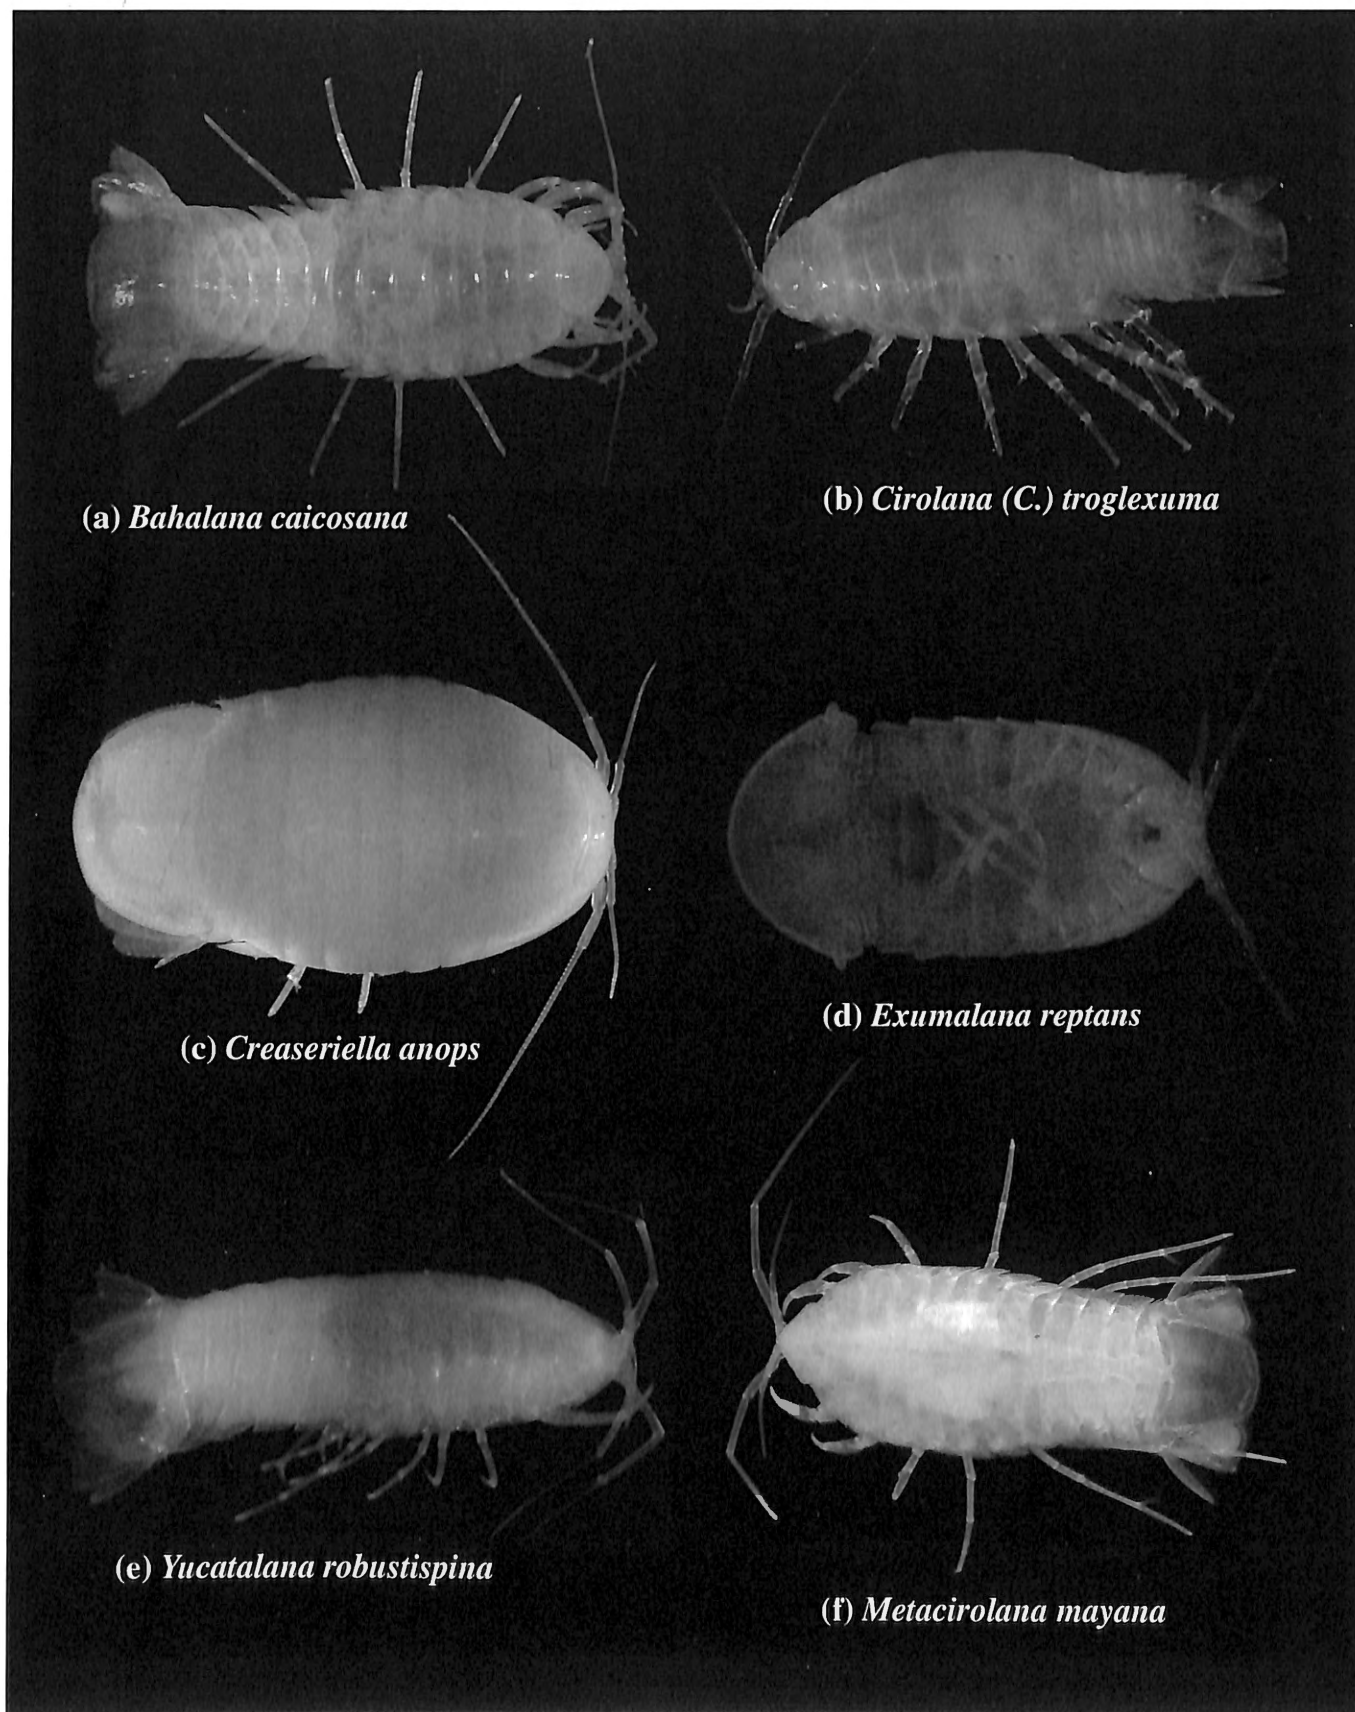 (a) Bahalana caicosana
(b) Cirolana (C.) troglexuma
(c) Creaseriella anops
(d) Exumalana reptans
(e) Yucatalana robustispina
(f) Metacirolana mayana